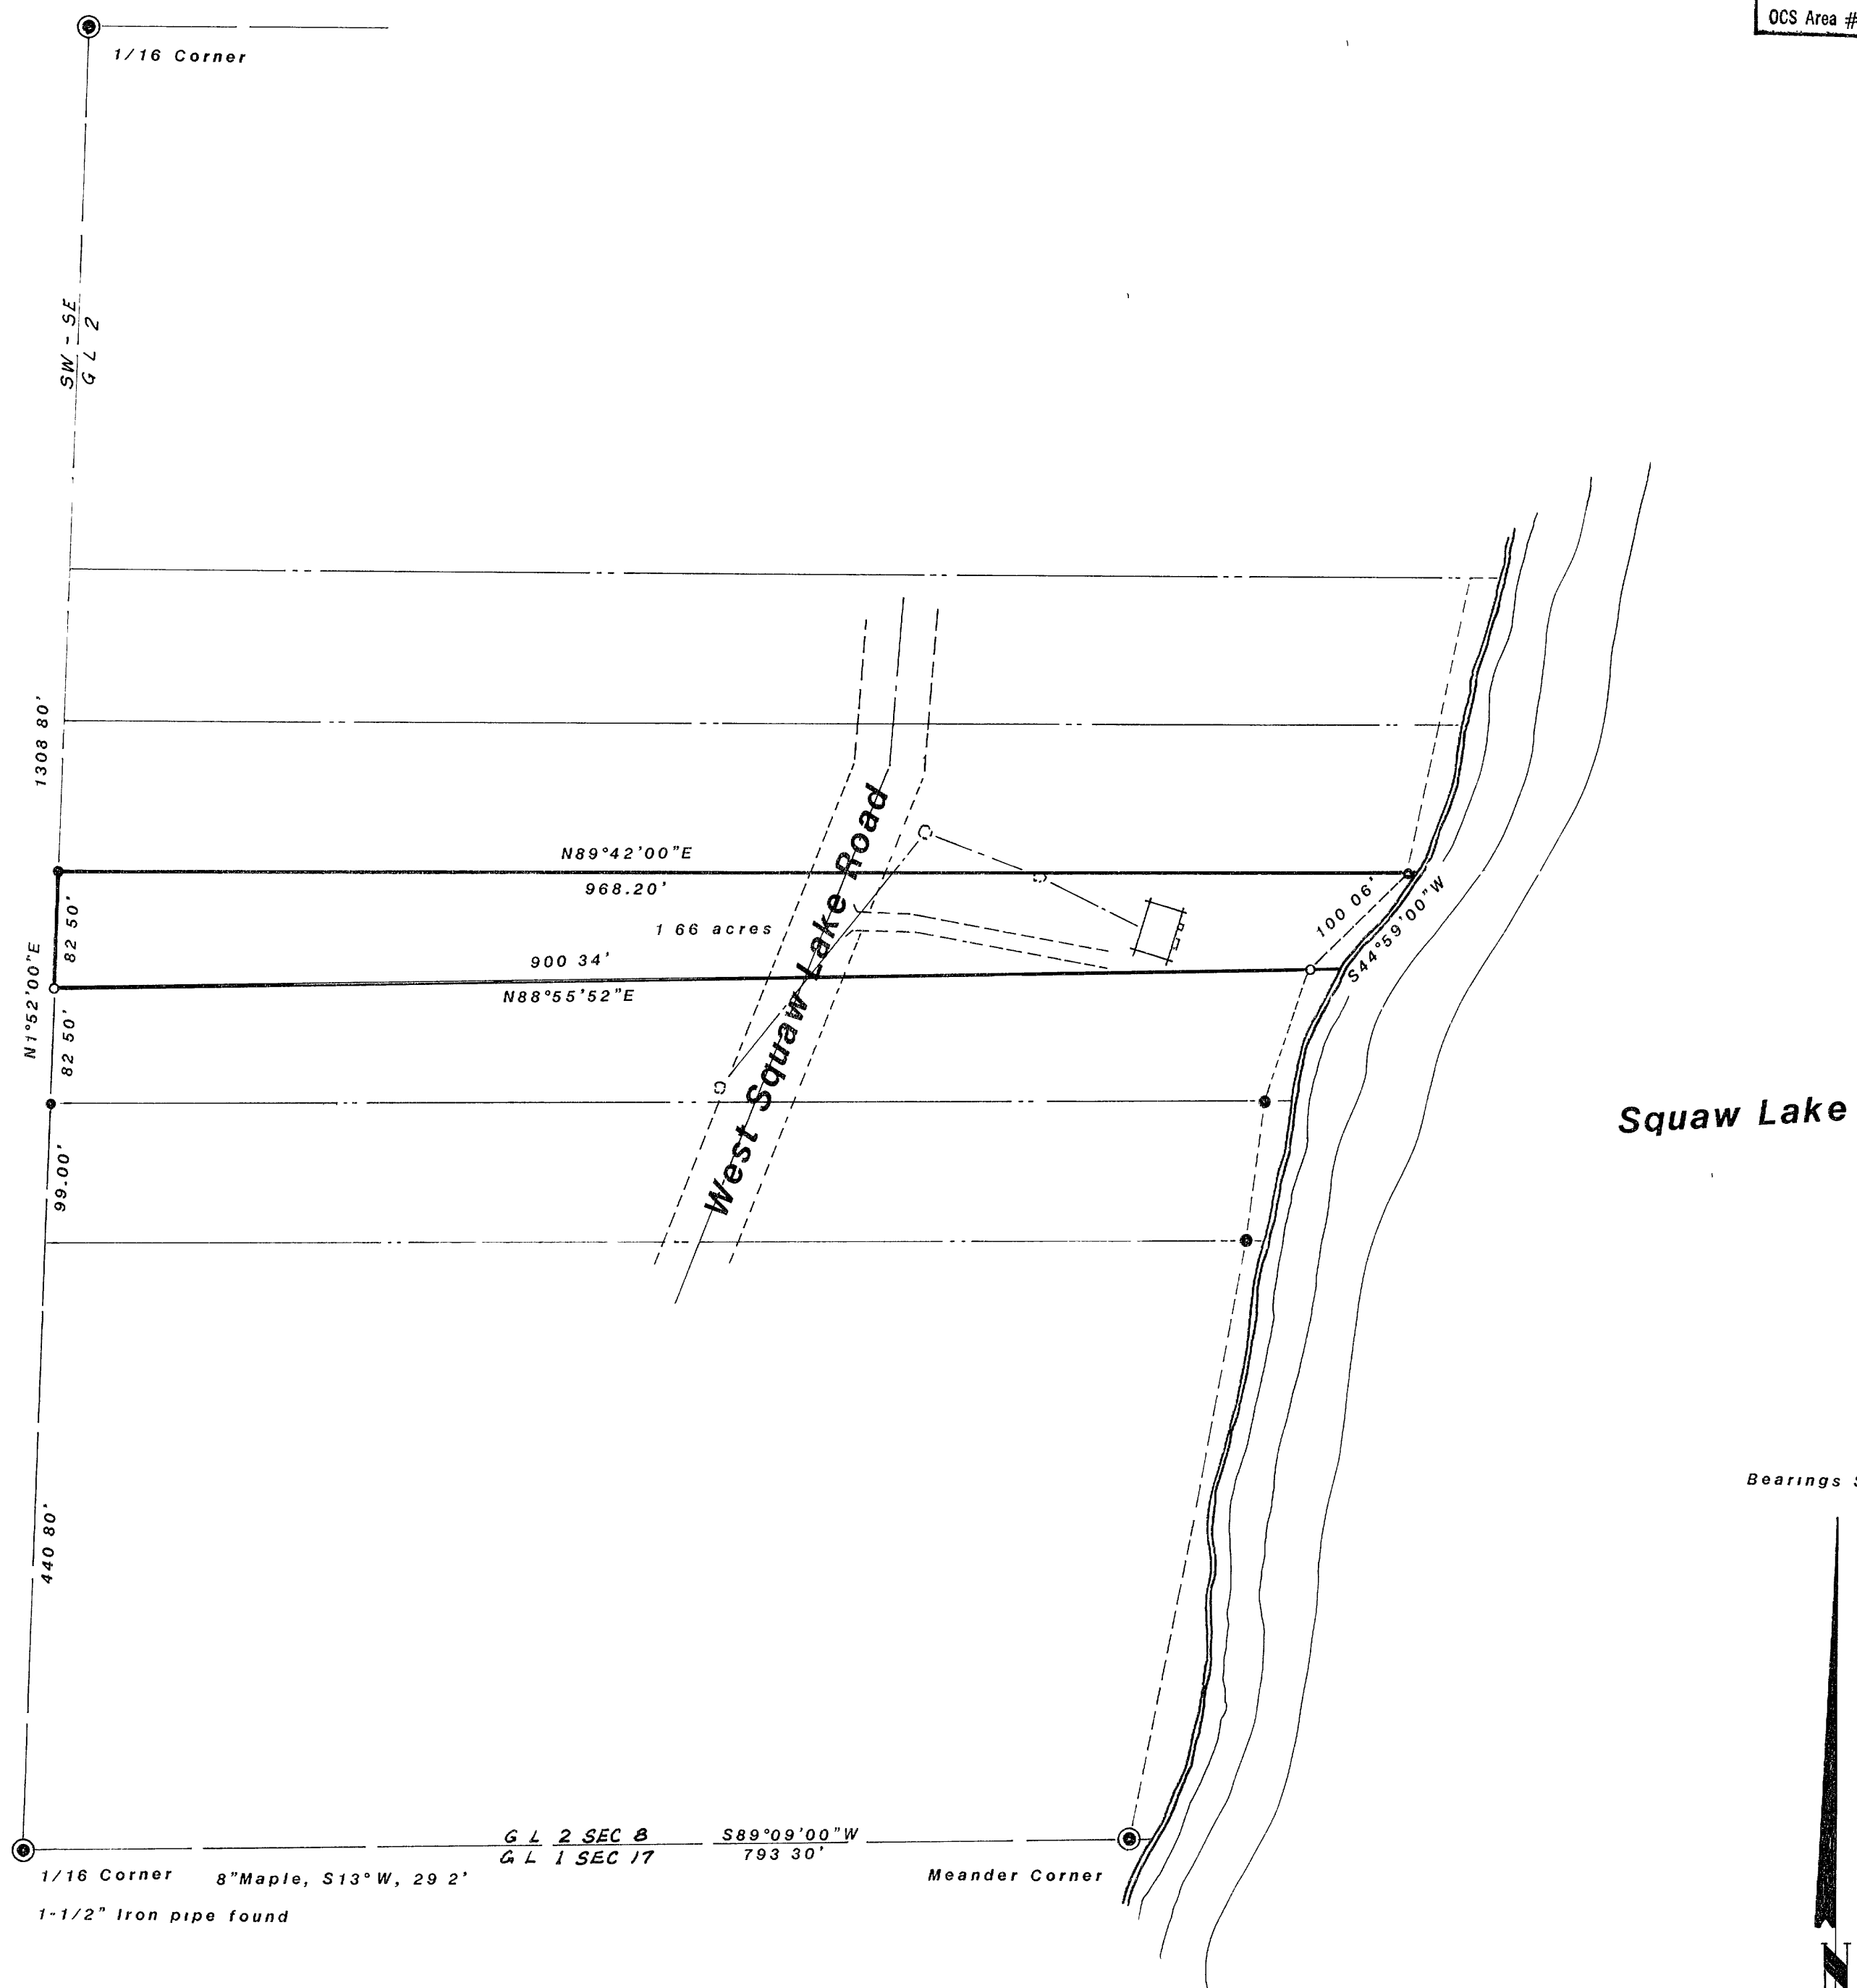 OCS Area #
1/16 Corner
SW - SE
G L 2
1308 80'
N89°42'00"E
968.20'
82 50'
1 66 acres
West Squaw Lake Road
100 06'
S44°59'00"W
900 34'
N88°55'52"E
N1°52'00"E
82 50'
99.00'
Squaw Lake
Bearings
440 80'
G L 2 SEC 8
G L 1 SEC 17
S89°09'00"W
793 30'
1/16 Corner
8"Maple, S13°W, 29 2'
Meander Corner
1-1/2" Iron pipe found
N